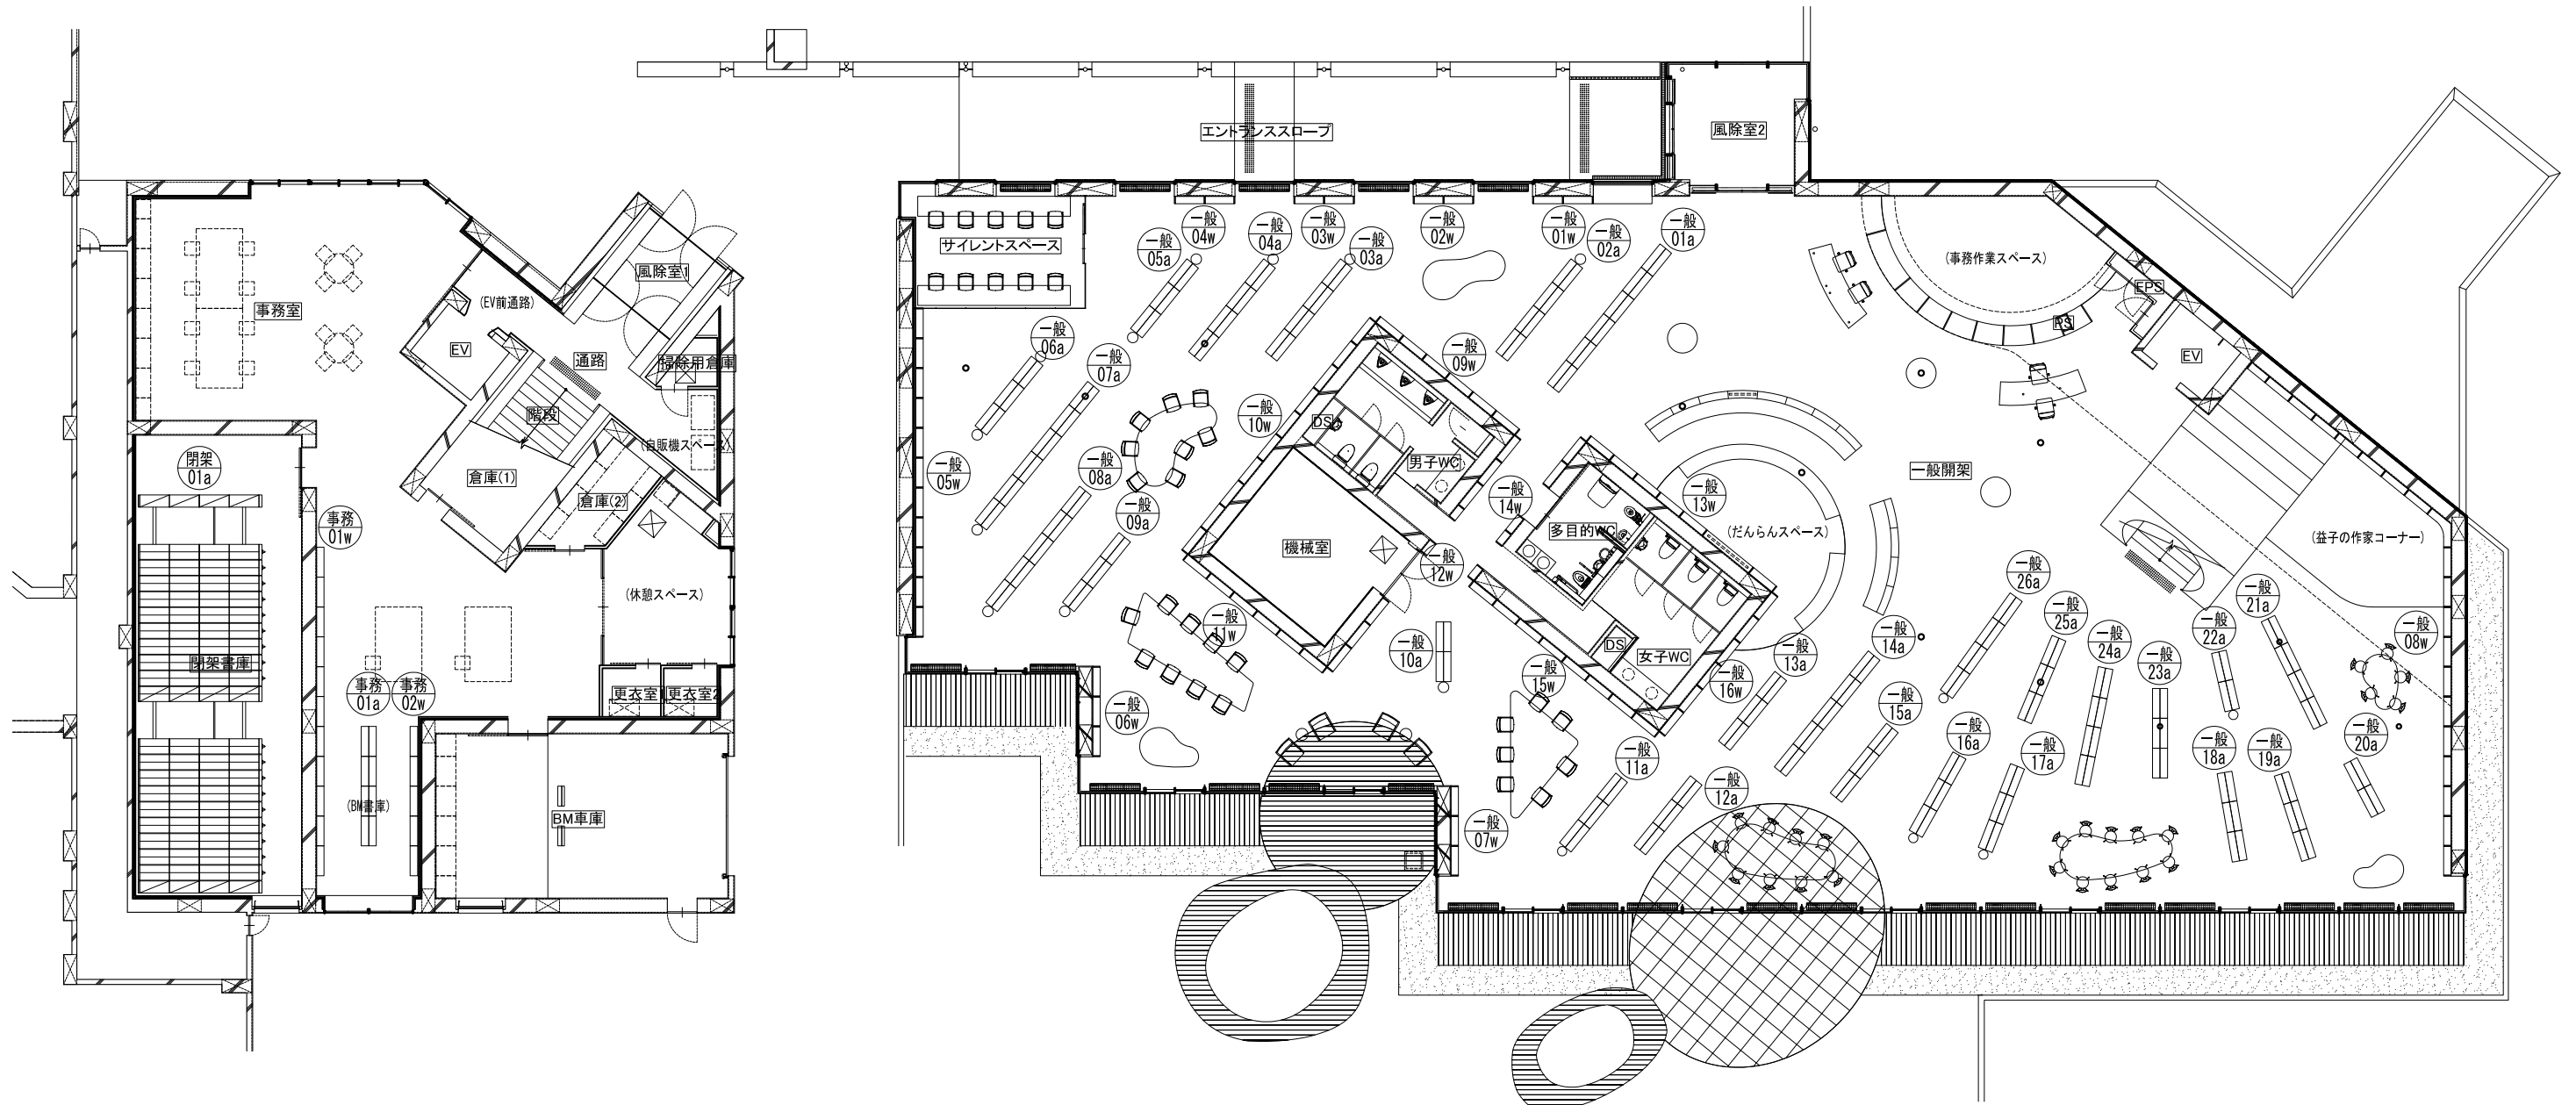 エントランススロープ
風除室2
サイレントスペース
一般
05a
一般
04w
一般
04a
一般
03w
一般
03a
一般
02w
一般
01w
一般
02a
一般
01a
(事務作業スペース)
EPS
PS
EV
風除室1
(EV前通路)
事務室
EV
通路
掃除用倉庫
階段
(自販機スペース)
倉庫(1)
倉庫(2)
閉架
01a
事務
01w
(休憩スペース)
閉架書庫
事務
01a
事務
02w
更衣室1
更衣室2
(BM書庫)
BM車庫
一般
06a
一般
07a
一般
05w
一般
08a
一般
09a
一般
10w
一般
09w
DS
男子WC
機械室
一般
14w
一般
12w
多目的WC
一般
13w
(だんらんスペース)
一般開架
(益子の作家コーナー)
一般
11w
一般
10a
一般
15w
DS
女子WC
一般
16w
一般
13a
一般
14a
一般
15a
一般
26a
一般
25a
一般
24a
一般
23a
一般
22a
一般
21a
一般
08w
一般
06w
一般
07w
一般
11a
一般
12a
一般
16a
一般
17a
一般
18a
一般
19a
一般
20a